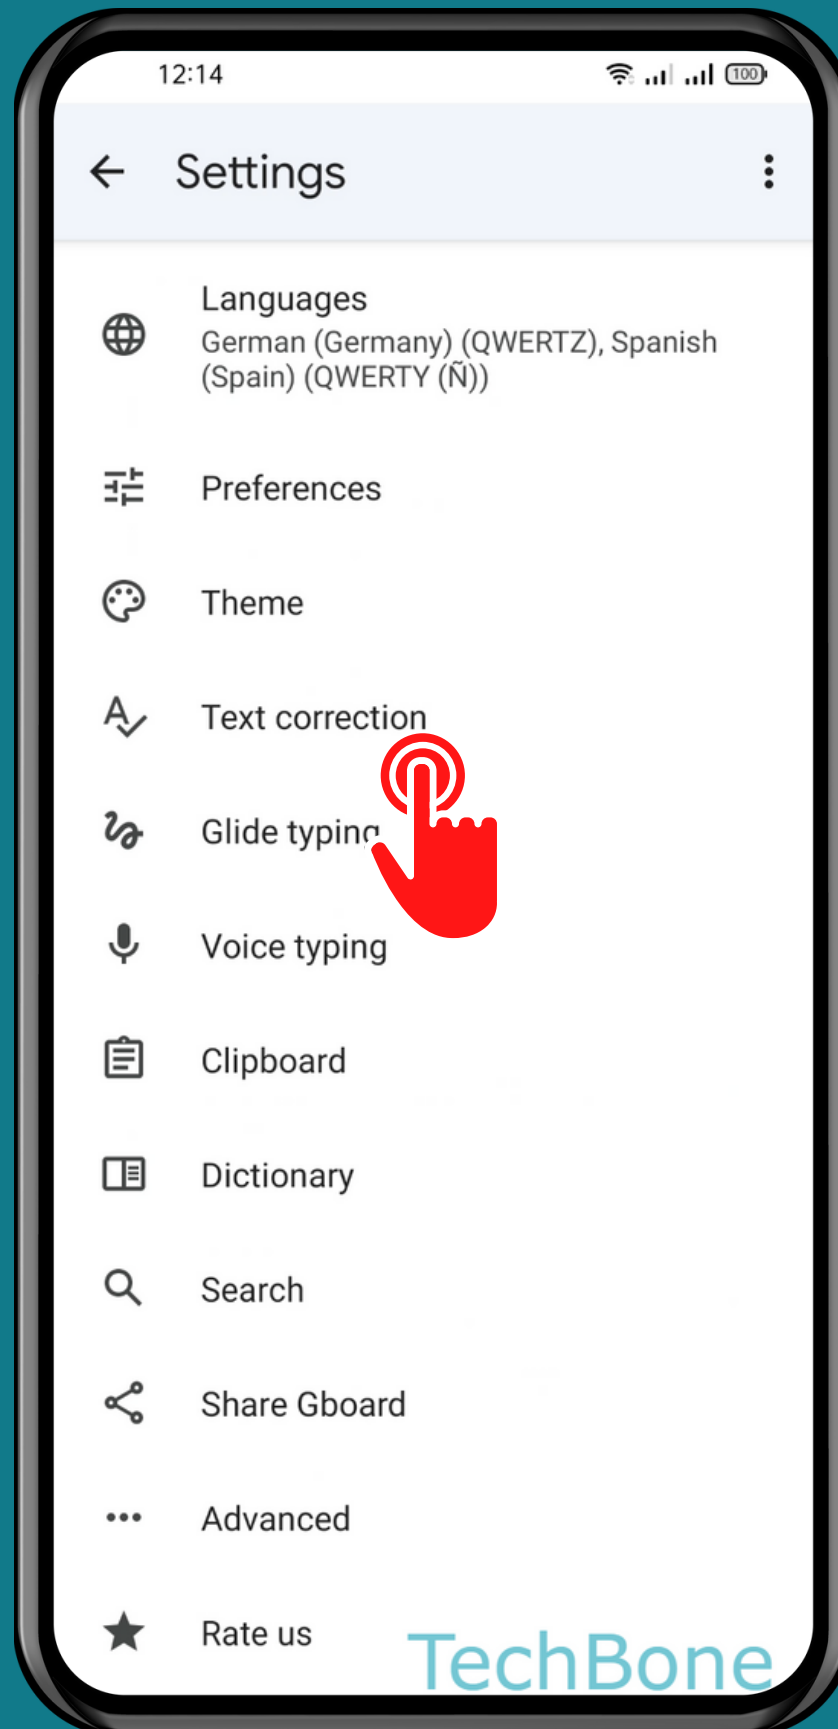 12:14
100
Settings
Languages
German (Germany) (QWERTZ), Spanish
(Spain) (QWERTY (Ñ))
Preferences
Theme
Text correction
Glide typing
Voice typing
Clipboard
Dictionary
Search
Share Gboard
Advanced
Rate us
TechBone